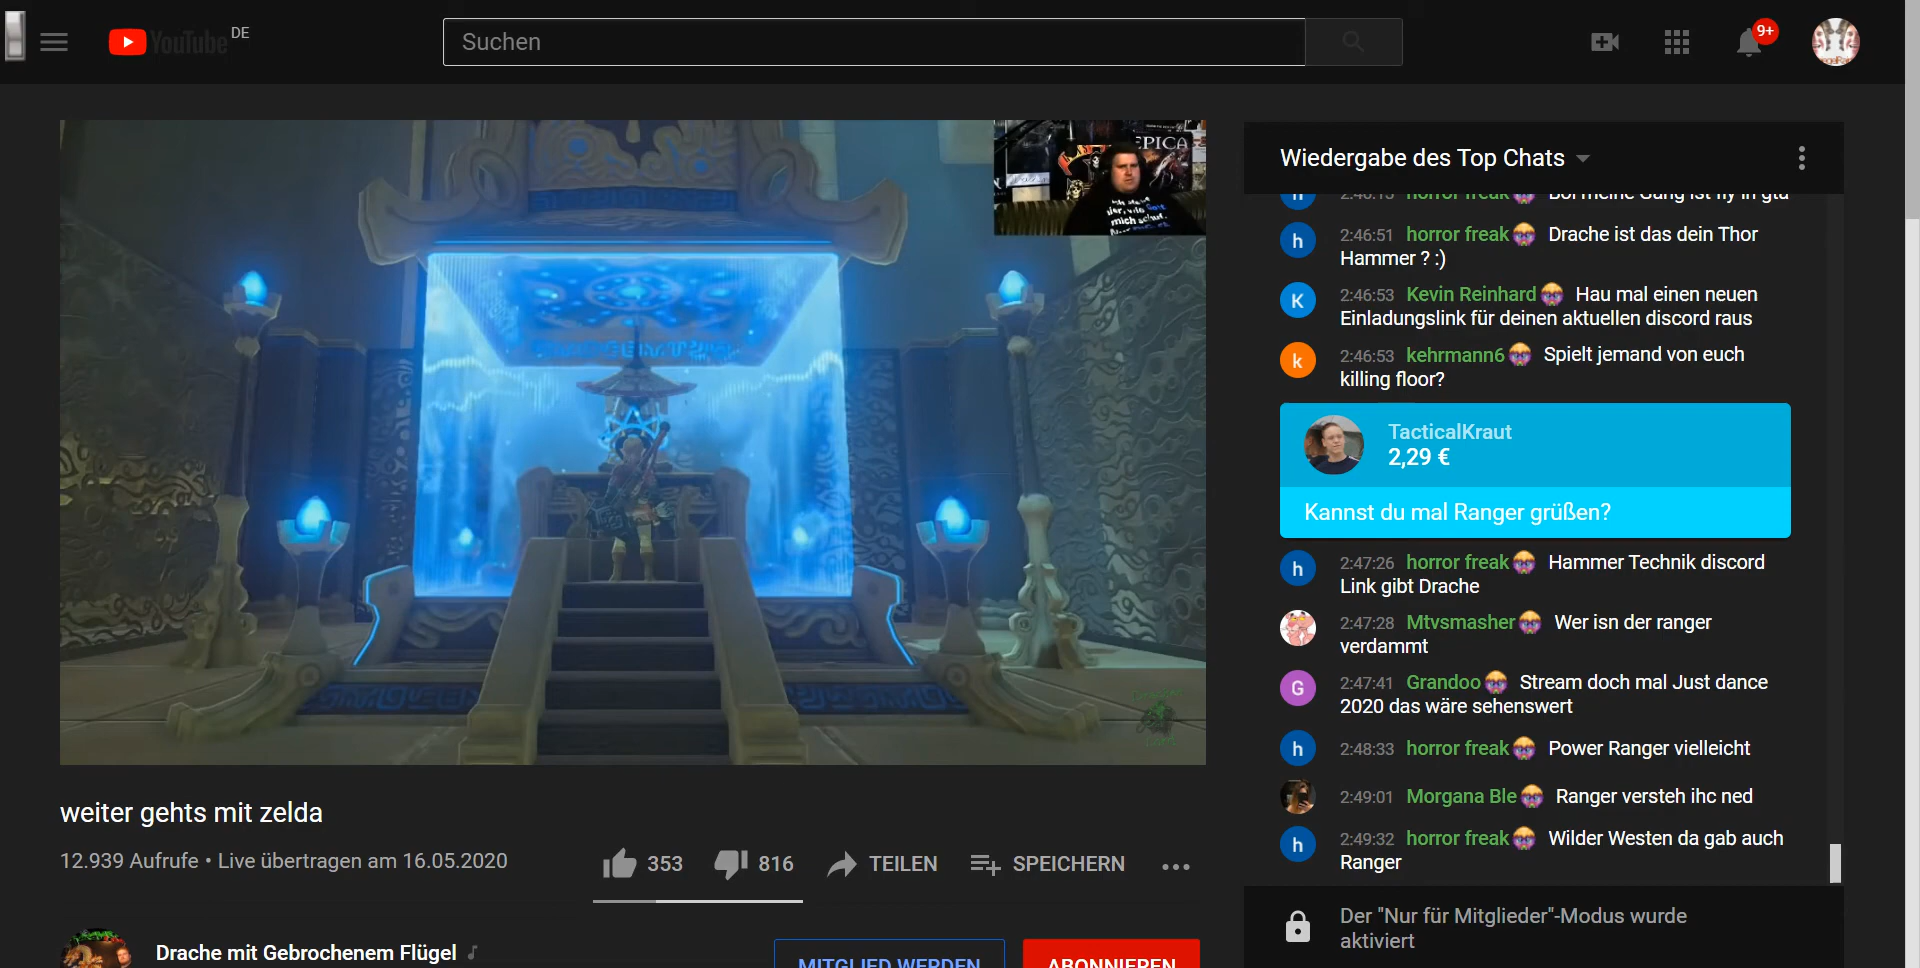 YouTube DE
Suchen
9+
EPICA
mich
weiter gehts mit zelda
12.939 Aufrufe • Live übertragen am 16.05.2020
353
816
TEILEN
SPEICHERN
Drache mit Gebrochenem Flügel
MITGLIED WERDEN
ABONNIEREN
Wiedergabe des Top Chats
h
2:46:51 horror freak Drache ist das dein Thor
Hammer ? :)
K
2:46:53 Kevin Reinhard Hau mal einen neuen
Einladungslink für deinen aktuellen discord raus
k
2:46:53 kehrmann6 Spielt jemand von euch
killing floor?
TacticalKraut
2,29 €
Kannst du mal Ranger grüßen?
h
2:47:26 horror freak Hammer Technik discord
Link gibt Drache
2:47:28 Mtvsmasher Wer isn der ranger
verdammt
G
2:47:41 Grandoo Stream doch mal Just dance
2020 das wäre sehenswert
h
2:48:33 horror freak Power Ranger vielleicht
2:49:01 Morgana Ble Ranger versteh ihc ned
h
2:49:32 horror freak Wilder Westen da gab auch
Ranger
Der "Nur für Mitglieder"-Modus wurde
aktiviert